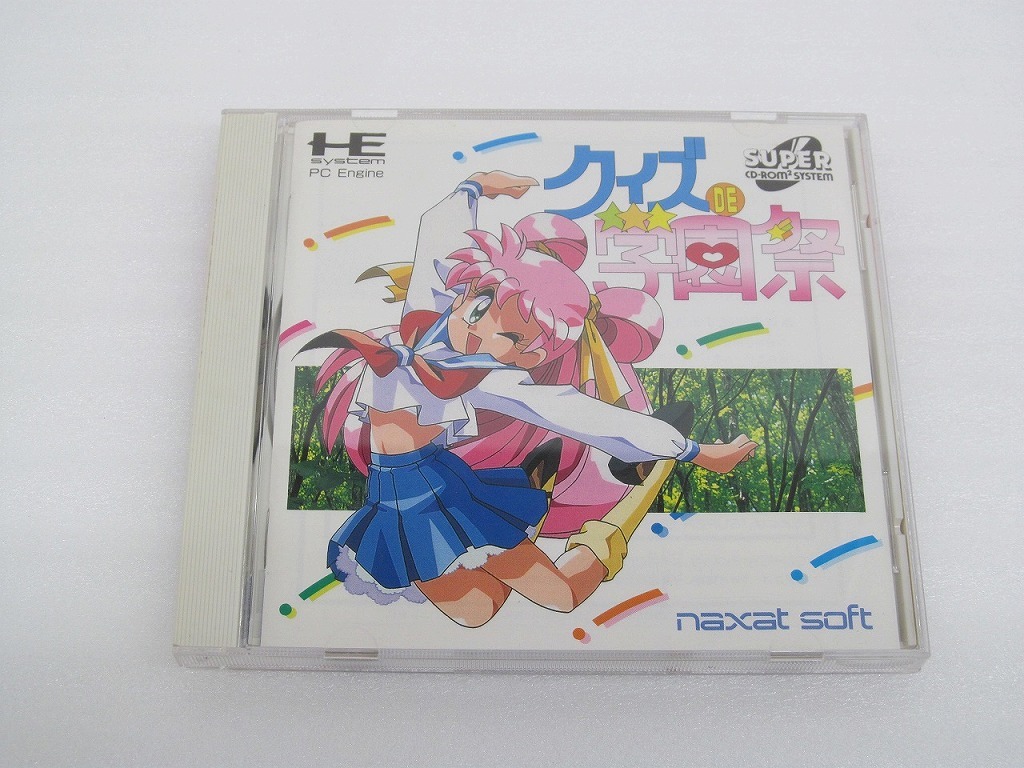 HE
system
PC Engine
クイズ
DE
学園祭
SUPER
CD-ROM² SYSTEM
naxat soft